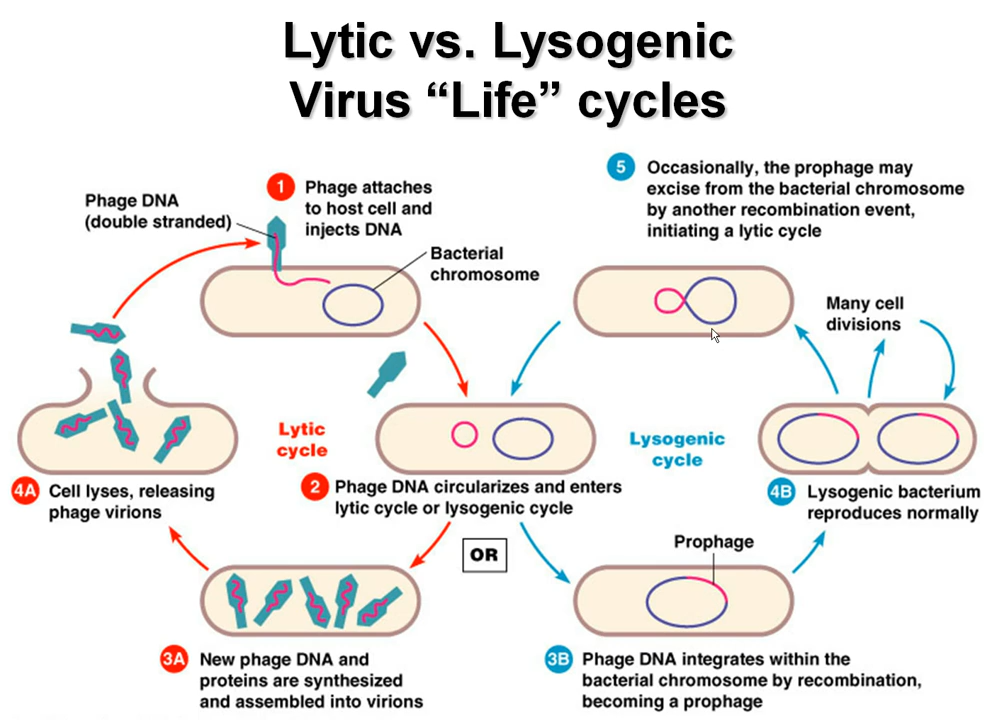 Lytic vs. Lysogenic
Virus “Life” cycles
1
Phage attaches
to host cell and
injects DNA
Phage DNA
(double stranded)
Bacterial
chromosome
5
Occasionally, the prophage may
excise from the bacterial chromosome
by another recombination event,
initiating a lytic cycle
Many cell
divisions
Lytic
cycle
Lysogenic
cycle
2
Phage DNA circularizes and enters
lytic cycle or lysogenic cycle
4A
Cell lyses, releasing
phage virions
4B
Lysogenic bacterium
reproduces normally
OR
Prophage
3A
New phage DNA and
proteins are synthesized
and assembled into virions
3B
Phage DNA integrates within the
bacterial chromosome by recombination,
becoming a prophage